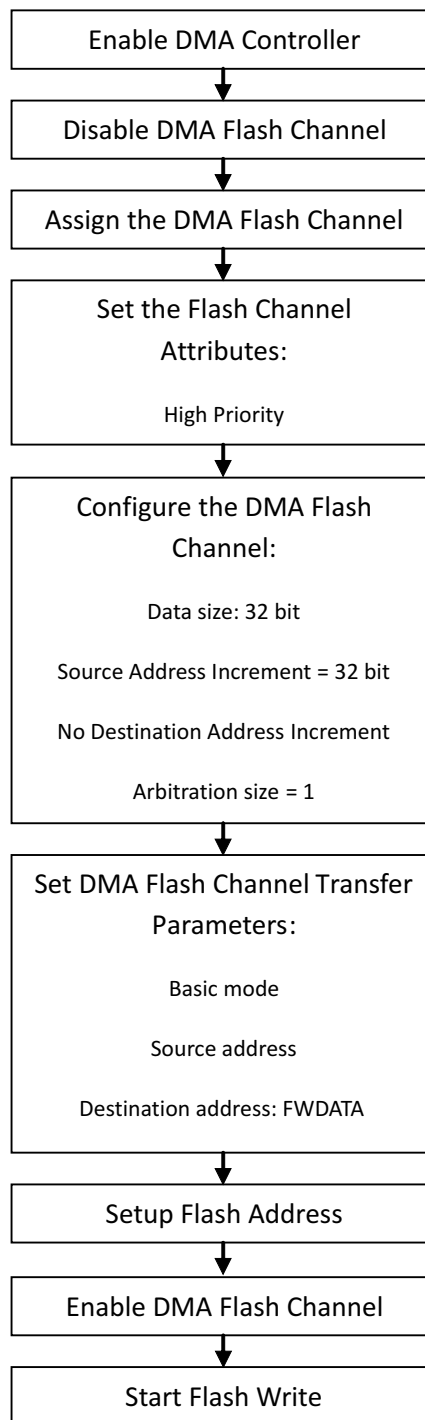 Enable DMA Controller
Disable DMA Flash Channel
Assign the DMA Flash Channel
Set the Flash Channel
Attributes:
High Priority
Configure the DMA Flash
Channel:
Data size: 32 bit
Source Address Increment = 32 bit
No Destination Address Increment
Arbitration size = 1
Set DMA Flash Channel Transfer
Parameters:
Basic mode
Source address
Destination address: FWDATA
Setup Flash Address
Enable DMA Flash Channel
Start Flash Write